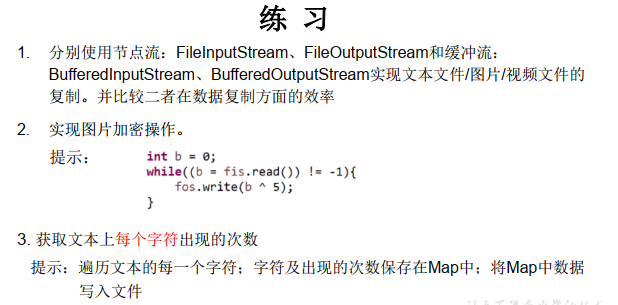 练 习
1. 分别使用节点流：FileInputStream、FileOutputStream和缓冲流：
BufferedInputStream、BufferedOutputStream实现文本文件/图片/视频文件的
复制。并比较二者在数据复制方面的效率
2. 实现图片加密操作。
提示：
int b = 0;
while((b = fis.read()) != -1){
fos.write(b ^ 5);
}
3. 获取文本上每个字符出现的次数
提示：遍历文本的每一个字符；字符及出现的次数保存在Map中；将Map中数据
写入文件